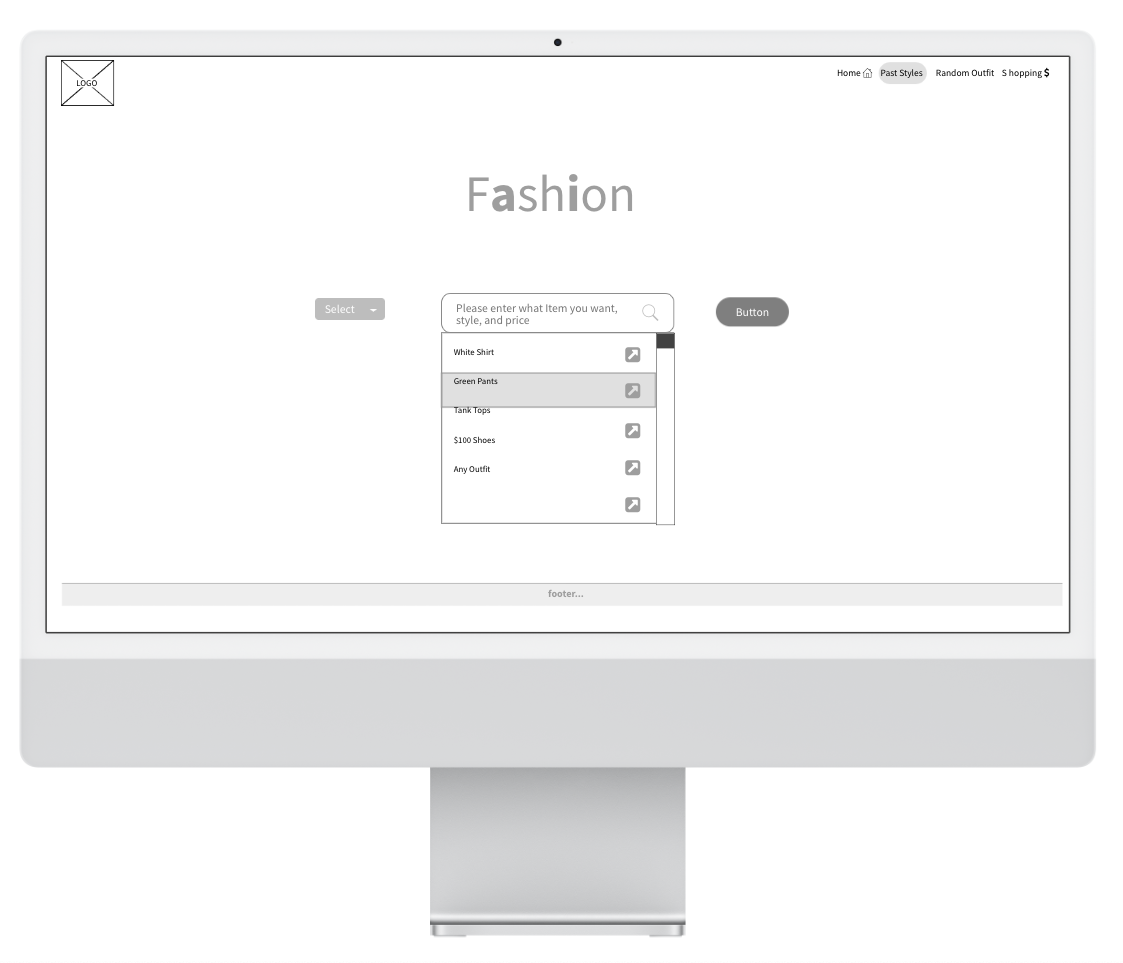 LOGO
Home Past Styles Random Outfit S hopping $
Fashion
Select
Please enter what Item you want,
style, and price
Button
White Shirt
Green Pants
Tank Tops
$100 Shoes
Any Outfit
footer...